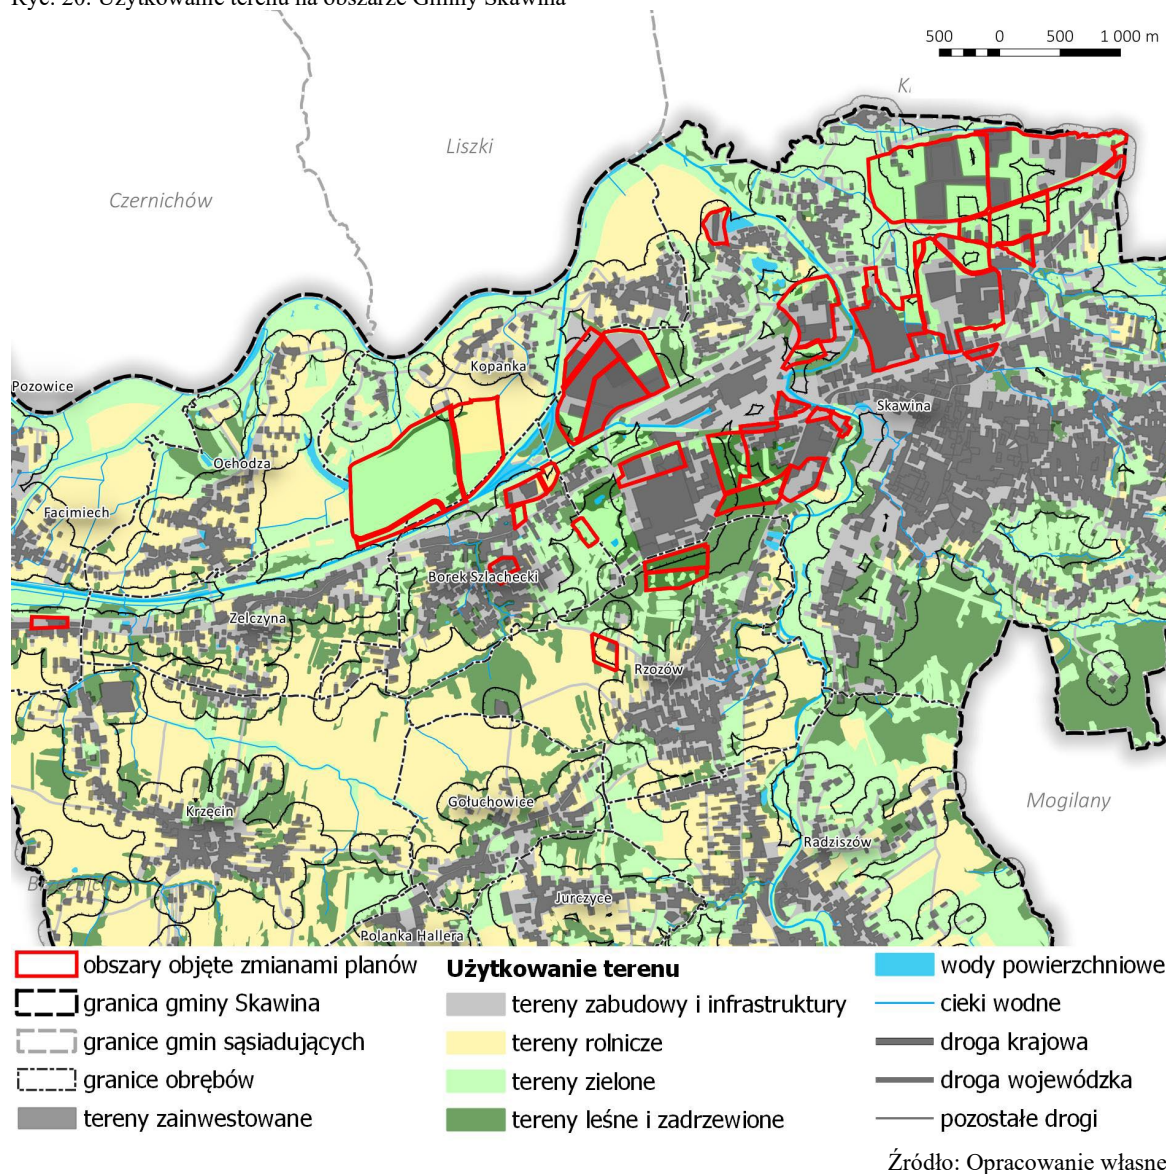 Ryc. 20. Użytkowanie terenu na obszarze Gminy Skawina
500 0 500 1 000 m
Liszki
Czernichów
Kopanka
Pozowice
Skawina
Ochodza
Facimiech
Borek Szlachecki
Zelczyna
Rzozów
Mogilany
Krzęcin
Gołuchowice
Radziszów
Jurczyce
Polanka Hallera
obszary objęte zmianami planów
granica gminy Skawina
granice gmin sąsiadujących
granice obrębów
tereny zainwestowane
Użytkowanie terenu
tereny zabudowy i infrastruktury
tereny rolnicze
tereny zielone
tereny leśne i zadrzewione
wody powierzchniowe
cieki wodne
droga krajowa
droga wojewódzka
pozostałe drogi
Źródło: Opracowanie własne